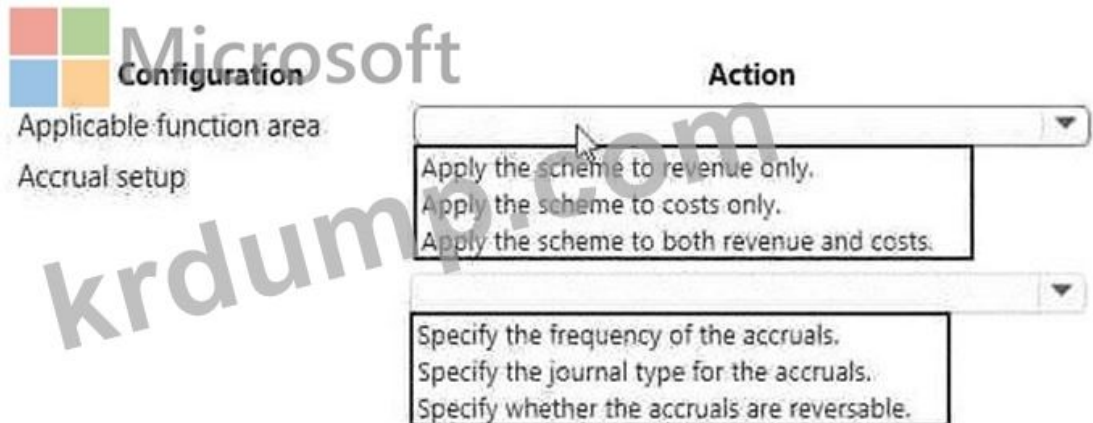 Microsoft
Configuration
Action
Applicable function area
Accrual setup
Apply the scheme to revenue only.
Apply the scheme to costs only.
Apply the scheme to both revenue and costs.
Specify the frequency of the accruals.
Specify the journal type for the accruals.
Specify whether the accruals are reversable.
krdump.com